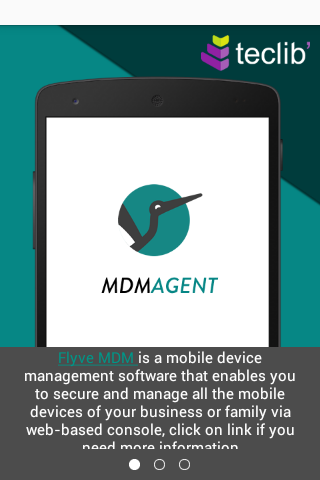 teclib'
MDMAGENT
Flyve MDM is a mobile device
management software that enables you
to secure and manage all the mobile
devices of your business or family via
web-based console, click on link if you
need more information